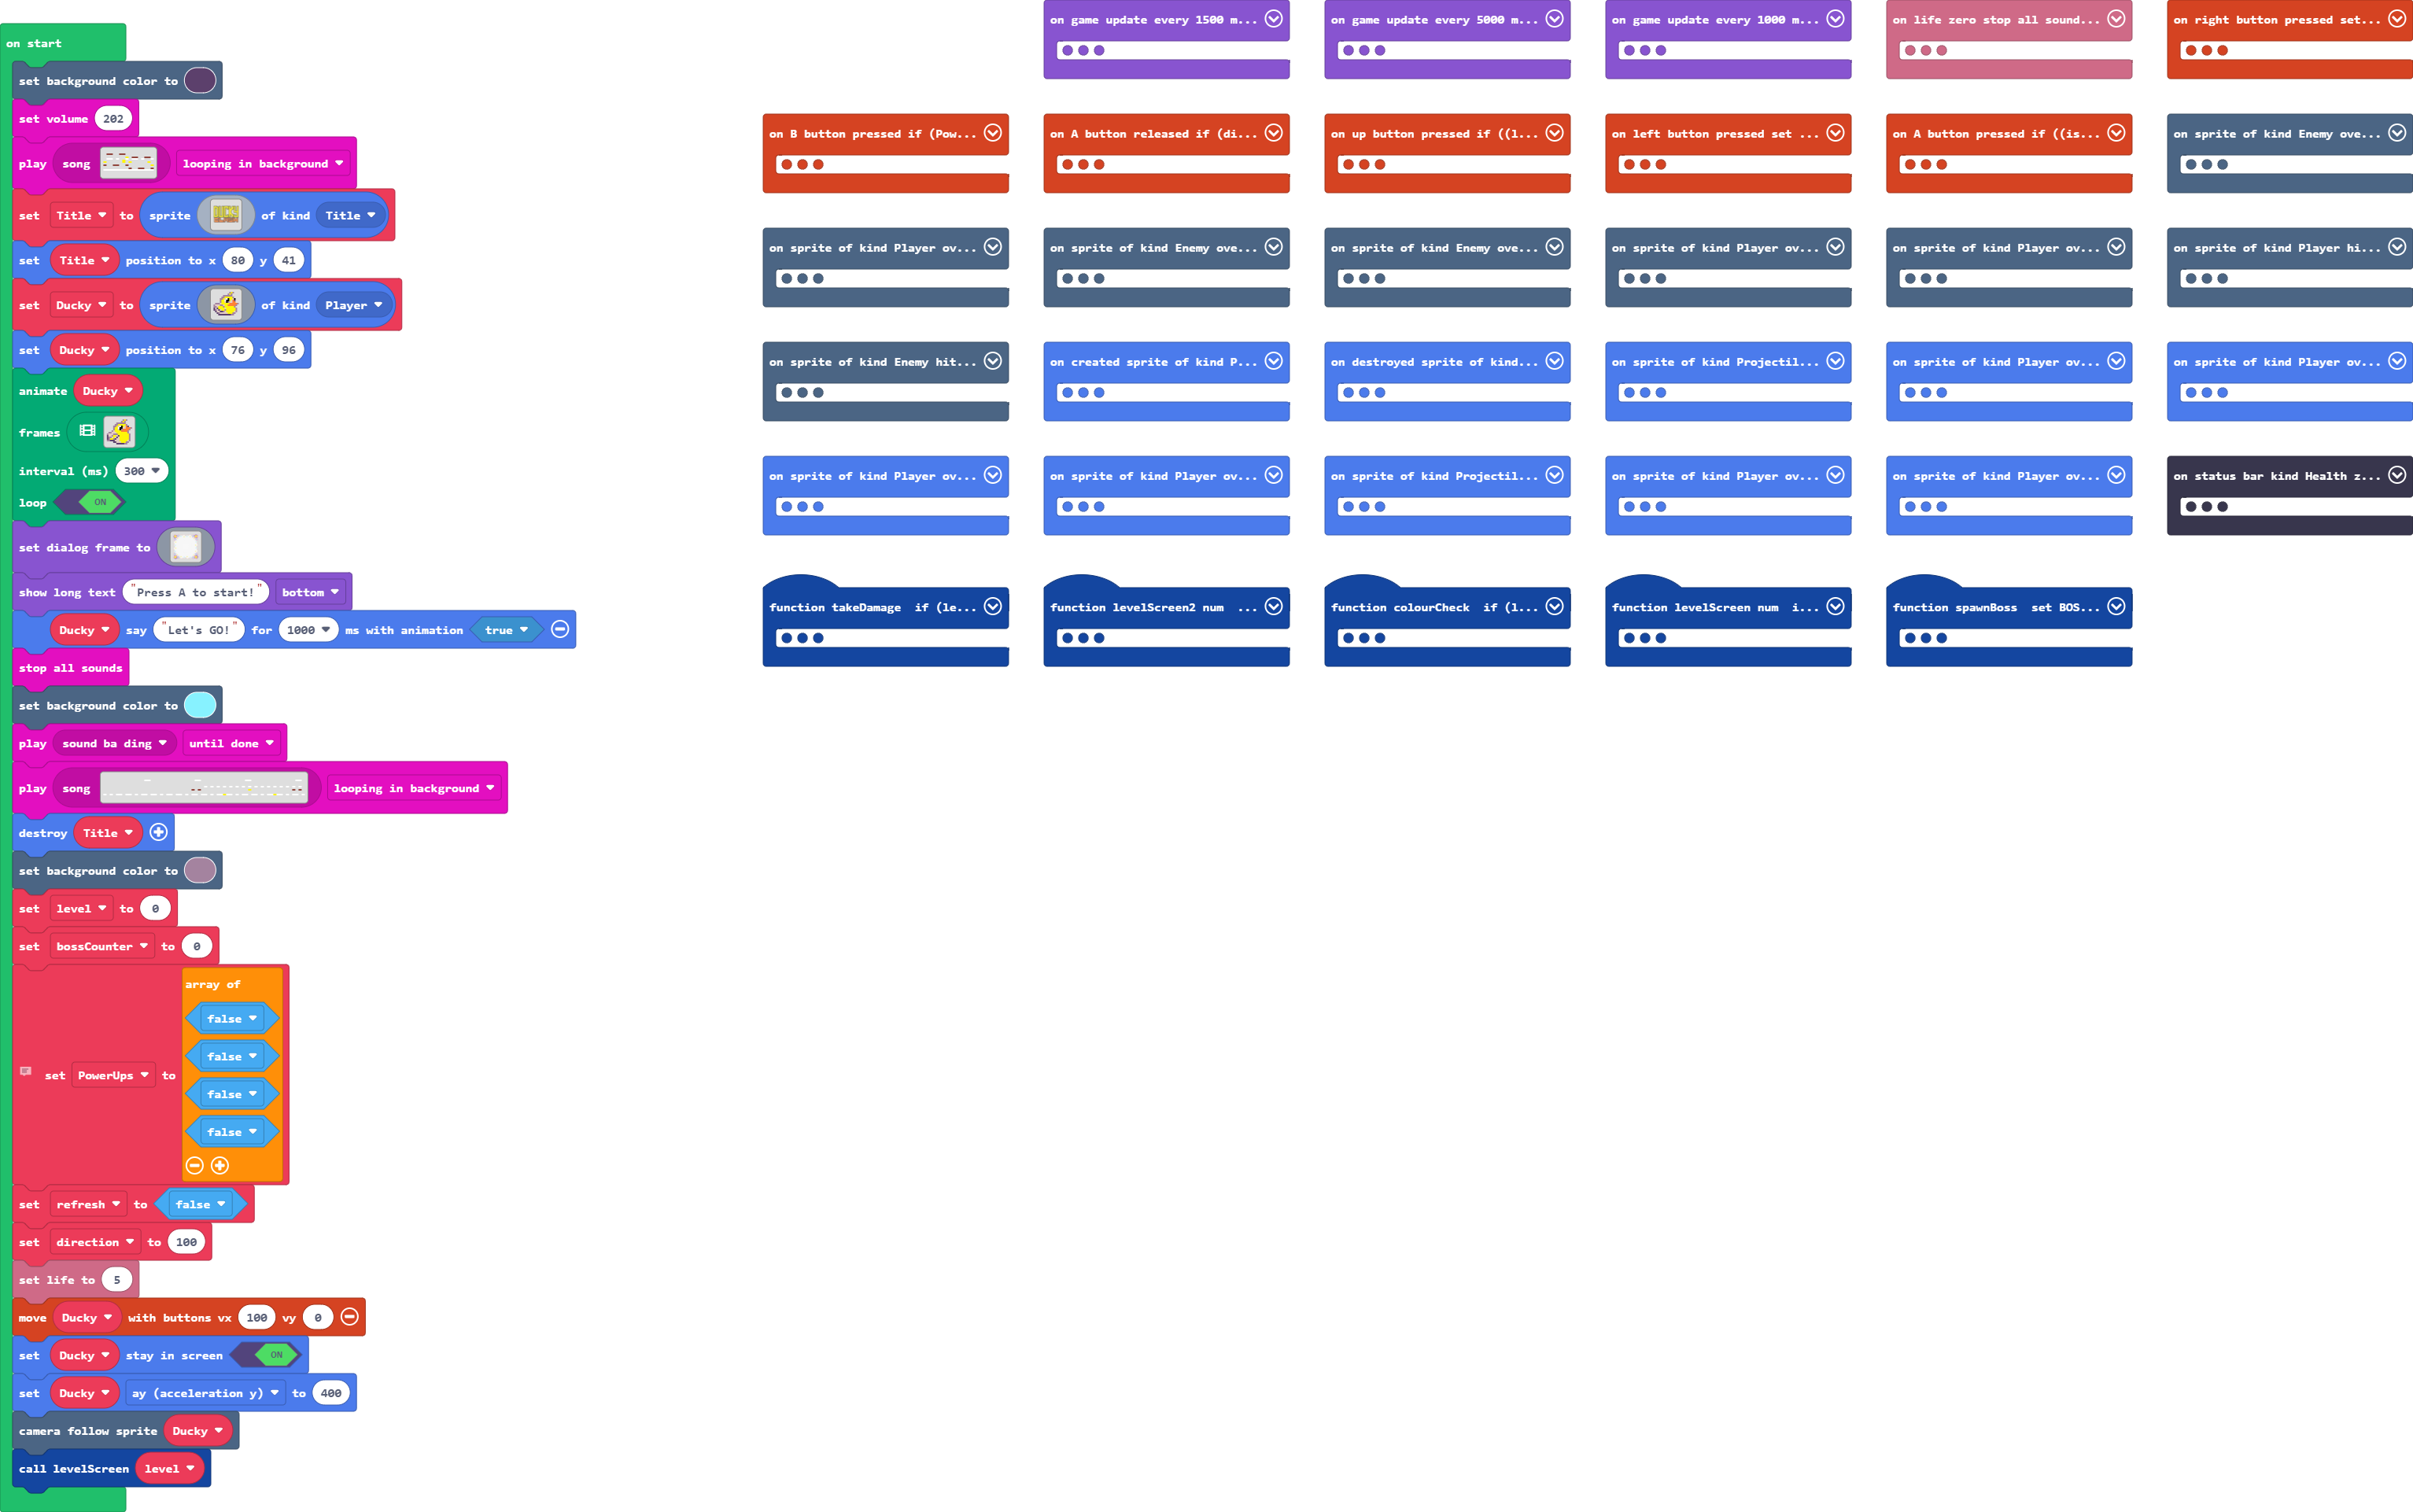 on start
set background color to
set volume 202
play song looping in background
set Title to sprite of kind Title
set Title position to x 80 y 41
set Ducky to sprite of kind Player
set Ducky position to x 76 y 96
animate Ducky
frames
interval (ms) 300
loop ON
set dialog frame to
show long text "Press A to start!" bottom
Ducky say "Let's GO!" for 1000 ms with animation true
stop all sounds
set background color to
play sound ba ding until done
play song looping in background
destroy Title
set background color to
set level to 0
set bossCounter to 0
array of
false
false
set PowerUps to
false
false
set refresh to false
set direction to 100
set life to 5
move Ducky with buttons vx 100 vy 0
set Ducky stay in screen ON
set Ducky ay (acceleration y) to 400
camera follow sprite Ducky
call levelScreen level
on game update every 1500 m...
on game update every 5000 m...
on game update every 1000 m...
on life zero stop all sound...
on right button pressed set...
on B button pressed if (Pow...
on A button released if (di...
on up button pressed if ((l...
on left button pressed set ...
on A button pressed if ((is...
on sprite of kind Enemy ove...
on sprite of kind Player ov...
on sprite of kind Enemy ove...
on sprite of kind Enemy ove...
on sprite of kind Player ov...
on sprite of kind Player ov...
on sprite of kind Player hi...
on sprite of kind Enemy hit...
on created sprite of kind P...
on destroyed sprite of kind...
on sprite of kind Projectil...
on sprite of kind Player ov...
on sprite of kind Player ov...
on sprite of kind Player ov...
on sprite of kind Player ov...
on sprite of kind Projectil...
on sprite of kind Player ov...
on sprite of kind Player ov...
on status bar kind Health z...
function takeDamage if (le...
function levelScreen2 num ...
function colourCheck if (l...
function levelScreen num i...
function spawnBoss set BOS...